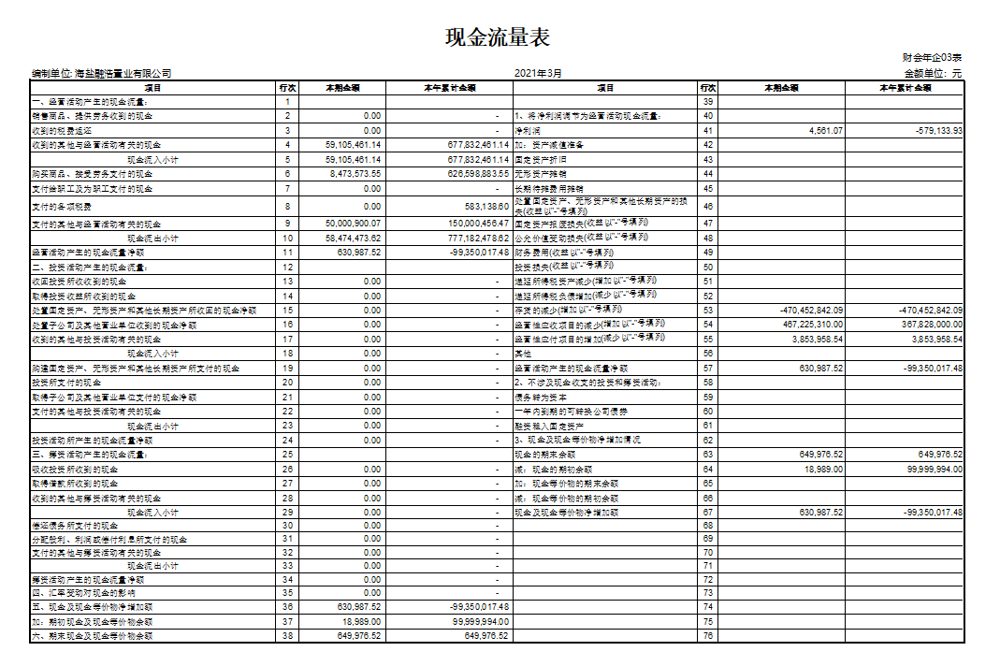 现金流量表
财会年企03表
编制单位: 海盐融浩置业有限公司 2021年3月 金额单位：元
项目 行次 本期金额 本年累计金额 项目 行次 本期金额 本年累计金额
一、经营活动产生的现金流量： 1 39
销售商品、提供劳务收到的现金 2 0.00 - 1、将净利润调节为经营活动现金流量： 40
收到的税费返还 3 0.00 - 净利润 41 4,561.07 -579,133.93
收到的其他与经营活动有关的现金 4 59,105,461.14 677,832,461.14 加：资产减值准备 42
现金流入小计 5 59,105,461.14 677,832,461.14 固定资产折旧 43
购买商品、接受劳务支付的现金 6 8,473,573.55 626,598,883.55 无形资产摊销 44
支付给职工及为职工支付的现金 7 0.00 - 长期待摊费用摊销 45
支付的各项税费 8 0.00 583,138.60 处置固定资产、无形资产和其他长期资产的损失(收益以"-"号填列) 46
支付的其他与经营活动有关的现金 9 50,000,900.07 150,000,456.47 固定资产报废损失(收益以"-"号填列) 47
现金流出小计 10 58,474,473.62 777,182,478.62 公允价值变动损失(收益以"-"号填列) 48
经营活动产生的现金流量净额 11 630,987.52 -99,350,017.48 财务费用(收益以"-"号填列) 49
二、投资活动产生的现金流量： 12 投资损失(收益以"-"号填列) 50
收回投资所收收到的现金 13 0.00 - 递延所得税资产减少(增加以"-"号填列) 51
取得投资收益所收到的现金 14 0.00 - 递延所得税负债增加(减少以"-"号填列) 52
处置固定资产、无形资产和其他长期资产所收回的现金净额 15 0.00 - 存货的减少(增加以"-"号填列) 53 -470,452,842.09 -470,452,842.09
处置子公司及其他营业单位收到的现金净额 16 0.00 - 经营性应收项目的减少(增加以"-"号填列) 54 467,225,310.00 367,828,000.00
收到的其他与投资活动有关的现金 17 0.00 - 经营性应付项目的增加(减少以"-"号填列) 55 3,853,958.54 3,853,958.54
现金流入小计 18 0.00 - 其他 56
购建固定资产、无形资产和其他长期资产所支付的现金 19 0.00 - 经营活动产生的现金流量净额 57 630,987.52 -99,350,017.48
投资所支付的现金 20 0.00 - 2、不涉及现金收支的投资和筹资活动： 58
取得子公司及其他营业单位支付的现金净额 21 0.00 - 债务转为资本 59
支付的其他与投资活动有关的现金 22 0.00 - 一年内到期的可转换公司债券 60
现金流出小计 23 0.00 - 融资租入固定资产 61
投资活动所产生的现金流量净额 24 0.00 - 3、现金及现金等价物净增加情况 62
三、筹资活动产生的现金流量： 25 现金的期末余额 63 649,976.52 649,976.52
吸收投资所收到的现金 26 0.00 - 减：现金的期初余额 64 18,989.00 99,999,994.00
取得借款所收到的现金 27 0.00 - 加：现金等价物的期末余额 65
收到的其他与筹资活动有关的现金 28 0.00 - 减：现金等价物的期初余额 66
现金流入小计 29 0.00 - 现金及现金等价物净增加额 67 630,987.52 -99,350,017.48
偿还债务所支付的现金 30 0.00 - 68
分配股利、利润或偿付利息所支付的现金 31 0.00 - 69
支付的其他与筹资活动有关的现金 32 0.00 - 70
现金流出小计 33 0.00 - 71
筹资活动产生的现金流量净额 34 0.00 - 72
四、汇率变动对现金的影响 35 0.00 - 73
五、现金及现金等价物净增加额 36 630,987.52 -99,350,017.48 74
加：期初现金及现金等价物余额 37 18,989.00 99,999,994.00 75
六、期末现金及现金等价物余额 38 649,976.52 649,976.52 76